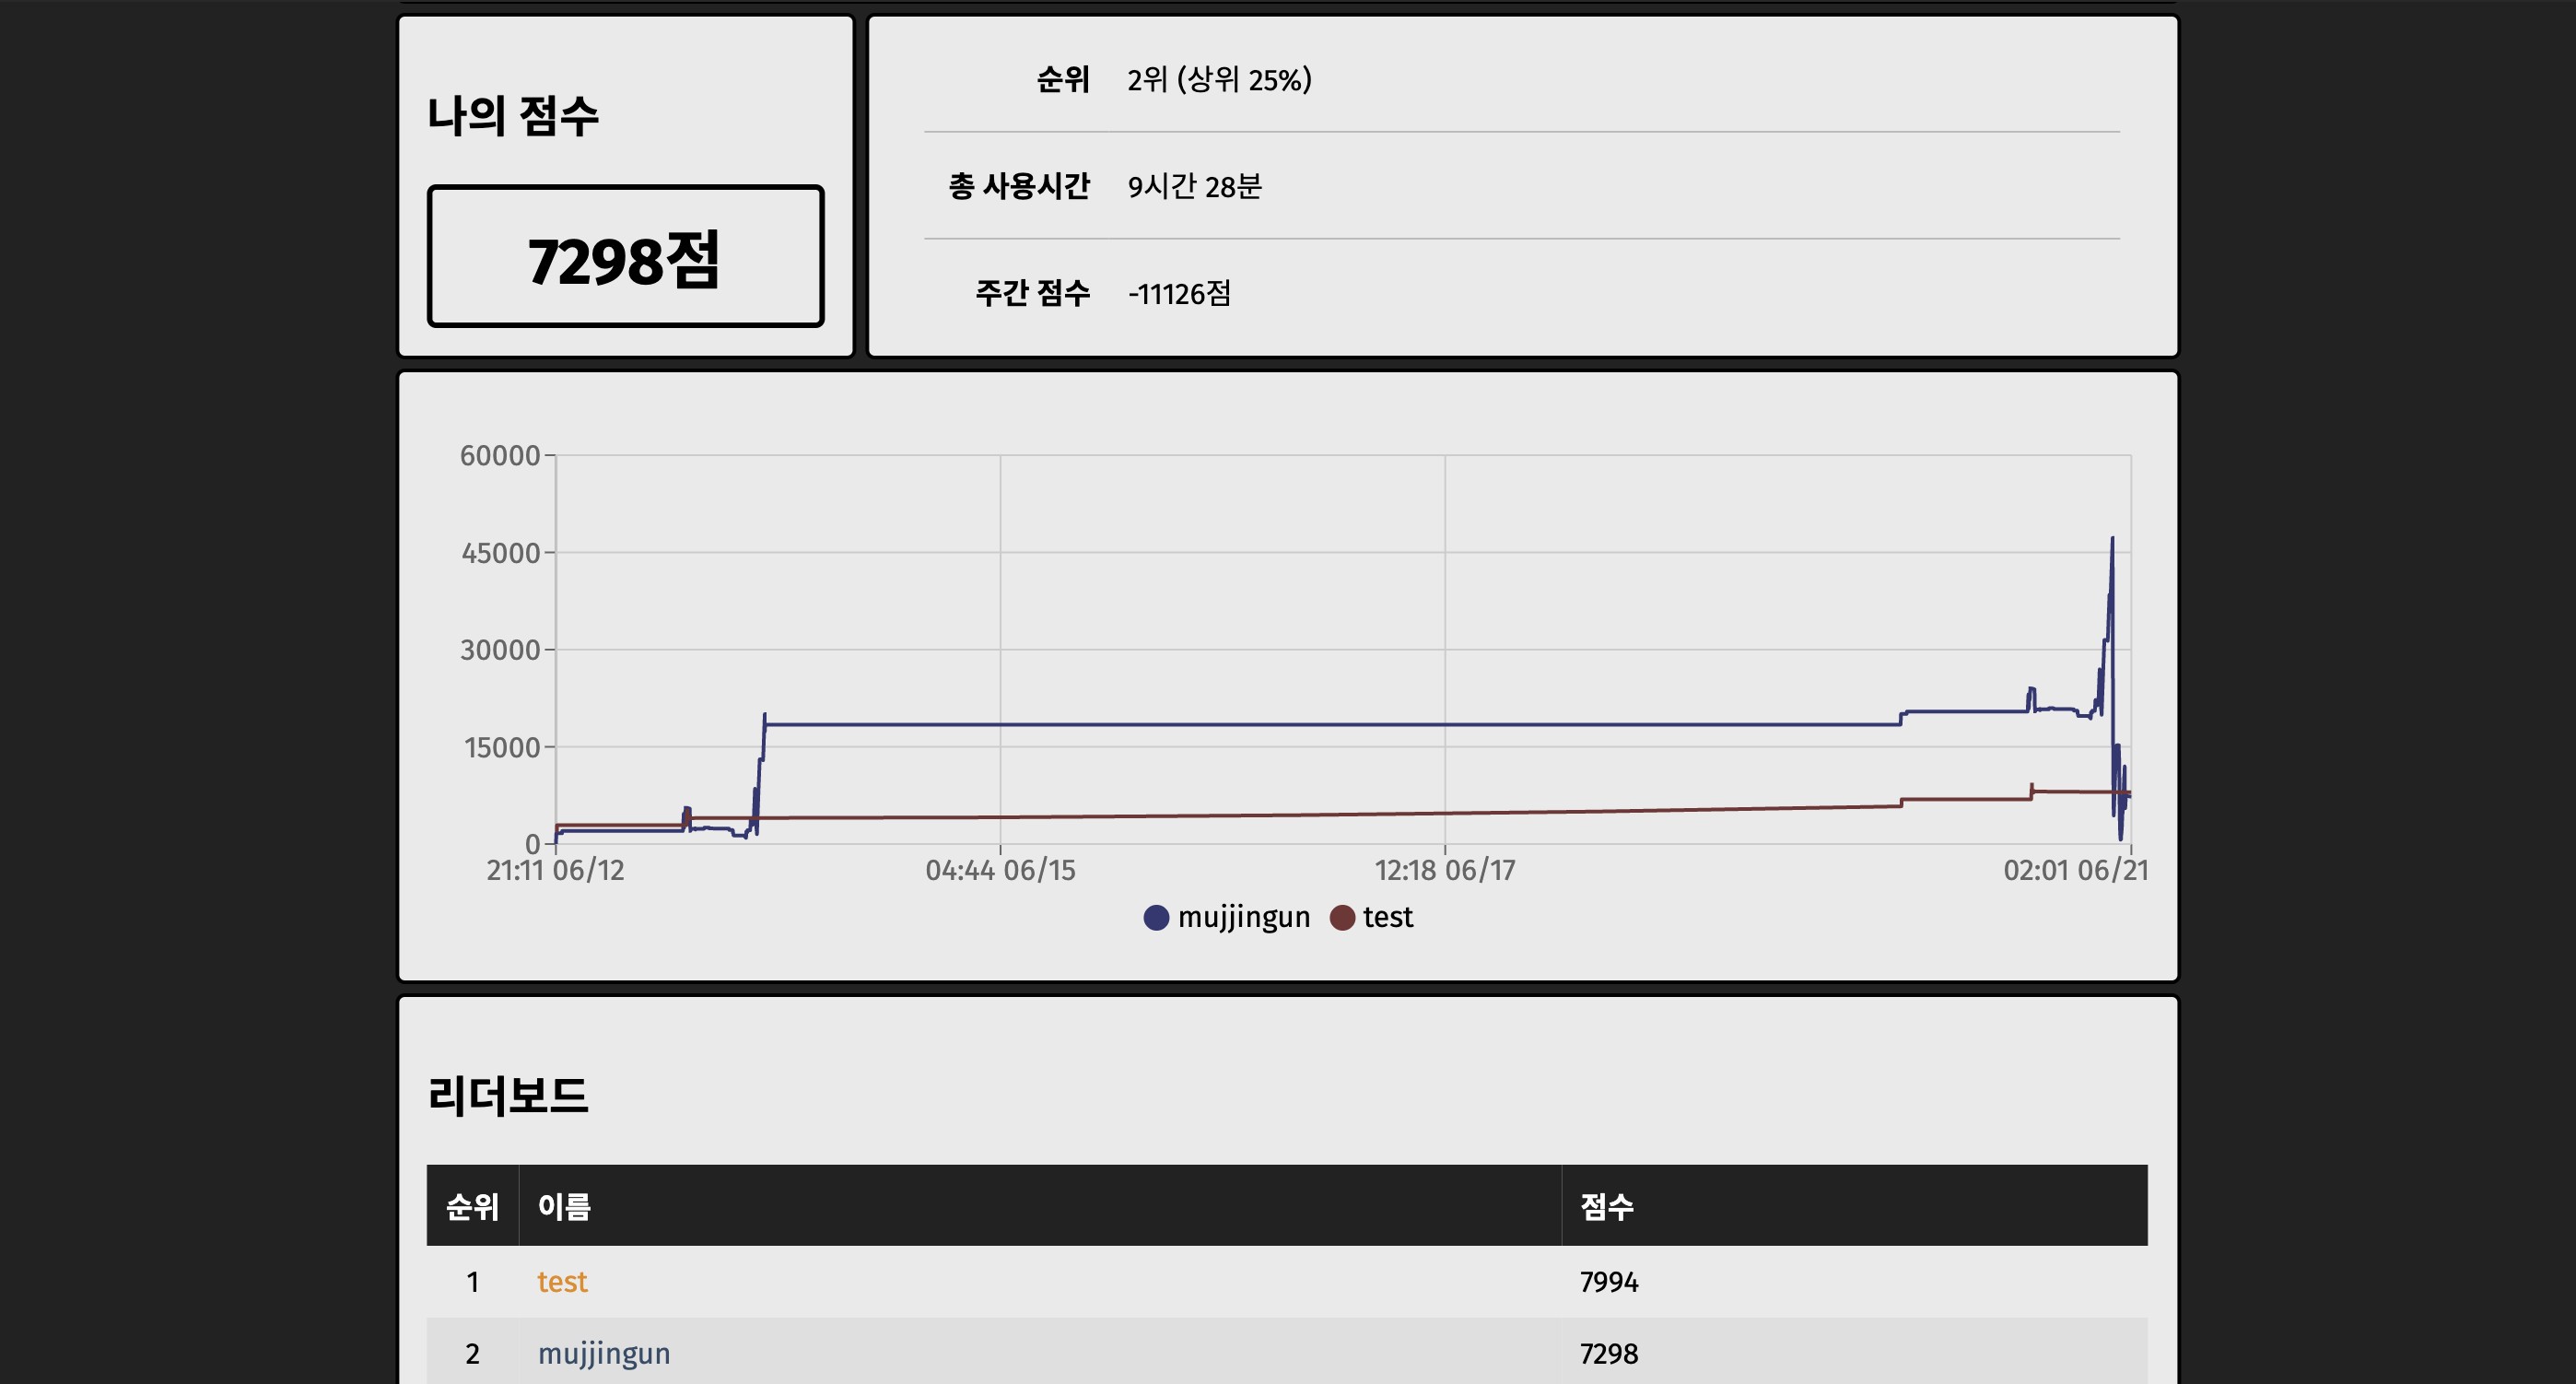 나의 점수
7298점
순위 2위 (상위 25%)
총 사용시간 9시간 28분
주간 점수 -11126점
60000
45000
30000
15000
0
21:11 06/12 04:44 06/15 12:18 06/17 02:01 06/21
mujjingun test
리더보드
순위 이름 점수
1 test 7994
2 mujjingun 7298